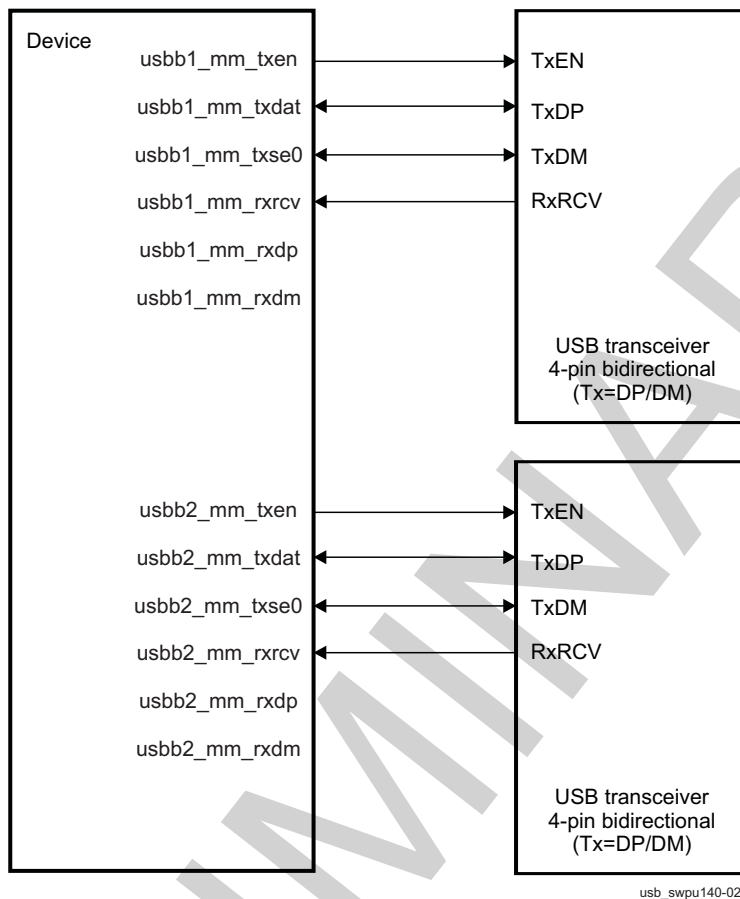 Device
usbb1_mm_txen
TxEN
usbb1_mm_txdat
TxDP
usbb1_mm_txse0
TxDM
usbb1_mm_rxrcv
RxRCV
usbb1_mm_rxdp
usbb1_mm_rxdm
USB transceiver
4-pin bidirectional
(Tx=DP/DM)
usbb2_mm_txen
TxEN
usbb2_mm_txdat
TxDP
usbb2_mm_txse0
TxDM
usbb2_mm_rxrcv
RxRCV
usbb2_mm_rxdp
usbb2_mm_rxdm
USB transceiver
4-pin bidirectional
(Tx=DP/DM)
usb_swpu140-02